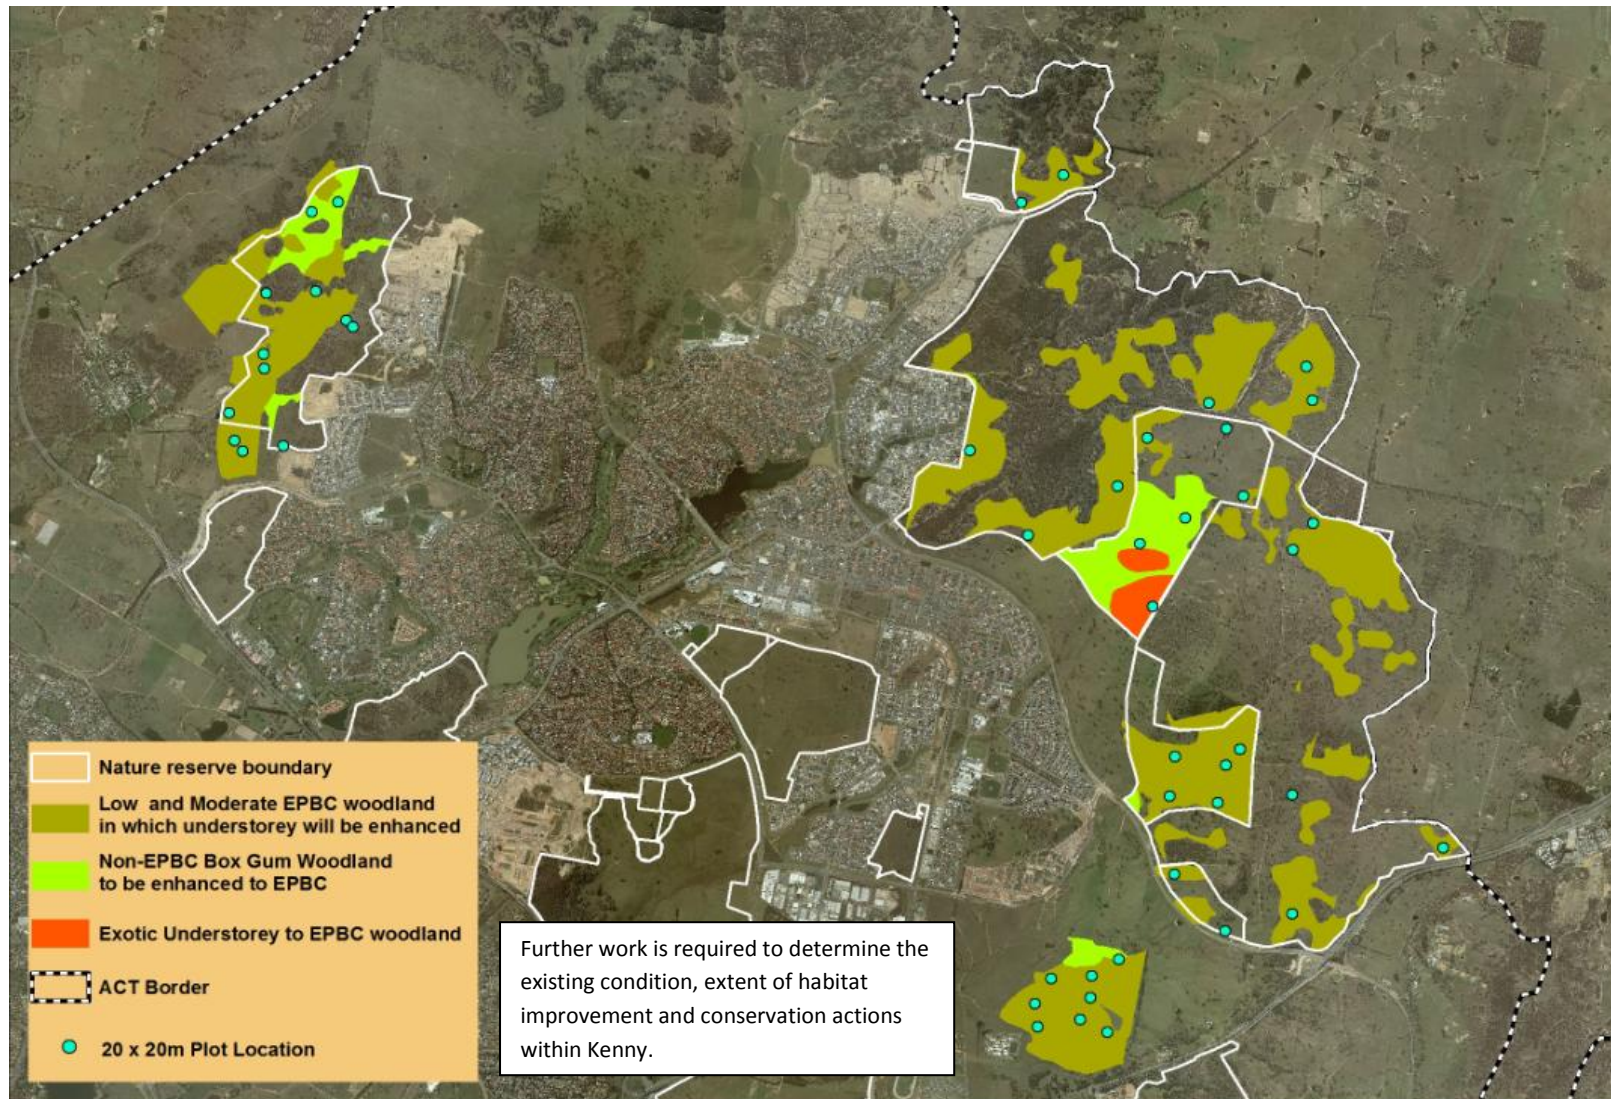 Nature reserve boundary
Low and Moderate EPBC woodland
in which understorey will be enhanced
Non-EPBC Box Gum Woodland
to be enhanced to EPBC
Exotic Understorey to EPBC woodland
ACT Border
20 x 20m Plot Location
Further work is required to determine the
existing condition, extent of habitat
improvement and conservation actions
within Kenny.